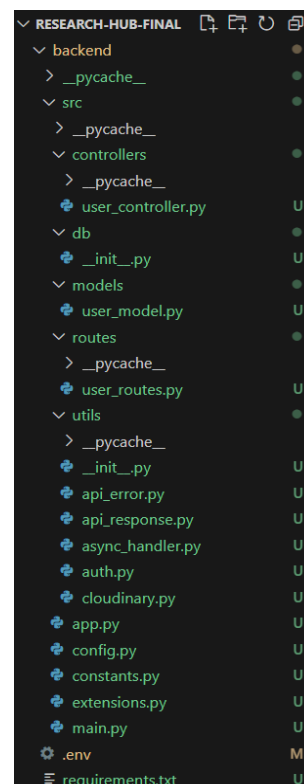 RESEARCH-HUB-FINAL
backend
__pycache__
src
__pycache__
controllers
__pycache__
user_controller.py U
db
__init__.py U
models
user_model.py U
routes
__pycache__
user_routes.py U
utils
__pycache__
__init__.py U
api_error.py U
api_response.py U
async_handler.py U
auth.py U
cloudinary.py U
app.py U
config.py U
constants.py U
extensions.py U
main.py U
.env M
requirements.txt U